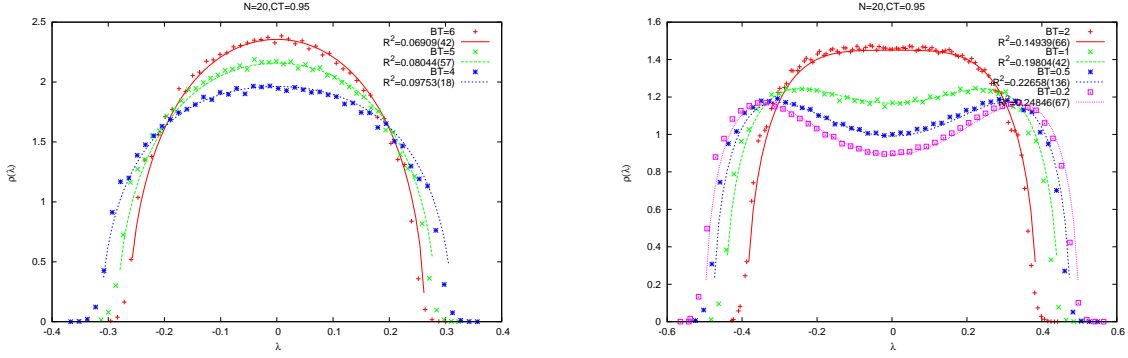 N=20,CT=0.95
BT=6
R²=0.06909(42)
BT=5
R²=0.08044(57)
BT=4
R²=0.09753(18)
ρ(λ)
2.5
2
1.5
1
0.5
0
-0.4
-0.3
-0.2
-0.1
0
0.1
0.2
0.3
0.4
λ
N=20,CT=0.95
BT=2
R²=0.14939(66)
BT=1
R²=0.19804(42)
BT=0.5
R²=0.22658(136)
BT=0.2
R²=0.24846(67)
ρ(λ)
1.6
1.4
1.2
1
0.8
0.6
0.4
0.2
0
-0.6
-0.4
-0.2
0
0.2
0.4
0.6
λ